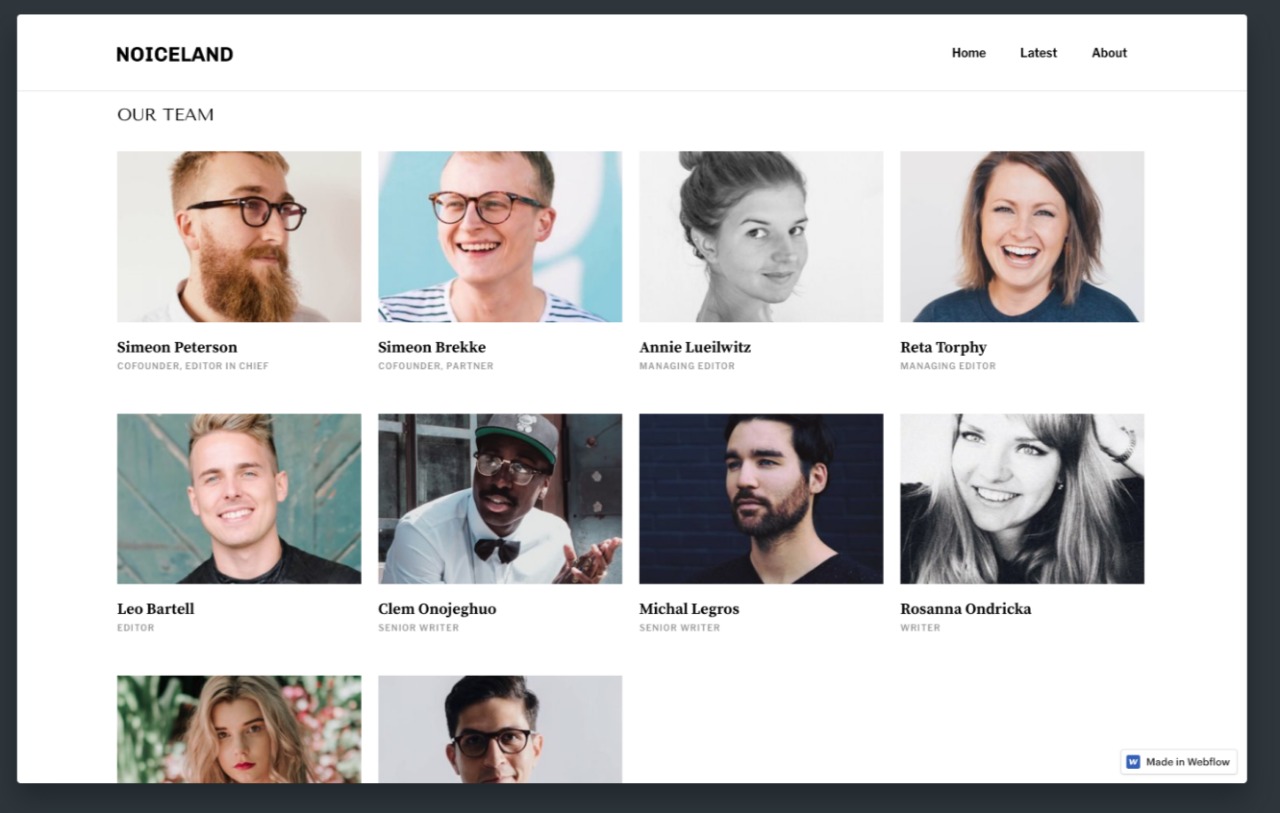 NOICELAND
Home Latest About
OUR TEAM
Simeon Peterson
COFOUNDER, EDITOR IN CHIEF
Simeon Brekke
COFOUNDER, PARTNER
Annie Lueilwitz
MANAGING EDITOR
Reta Torphy
MANAGING EDITOR
Leo Bartell
EDITOR
Clem Onojeghuo
SENIOR WRITER
Michal Legros
SENIOR WRITER
Rosanna Ondricka
WRITER
W Made in Webflow